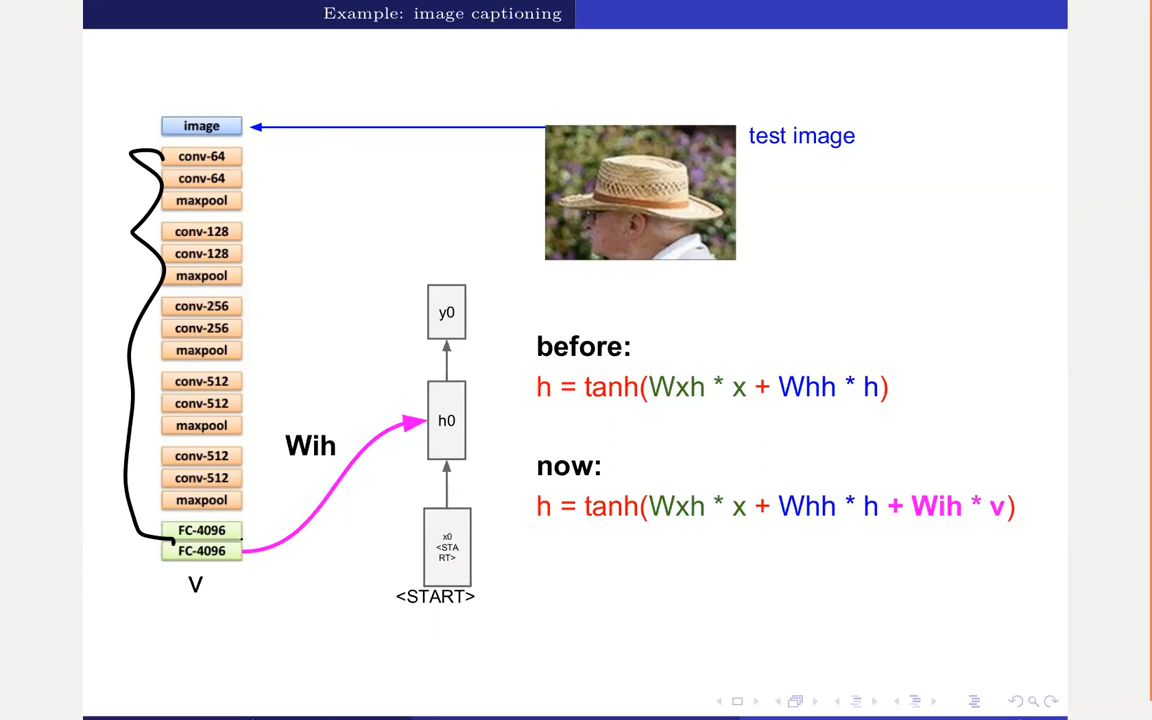 Example: image captioning
image
conv-64
conv-64
maxpool
conv-128
conv-128
maxpool
conv-256
conv-256
maxpool
conv-512
conv-512
maxpool
conv-512
conv-512
maxpool
FC-4096
FC-4096
V
Wih
y0
h0
x0
<STA
RT>
<START>
test image
before:
h = tanh(Wxh * x + Whh * h)
now:
h = tanh(Wxh * x + Whh * h + Wih * v)